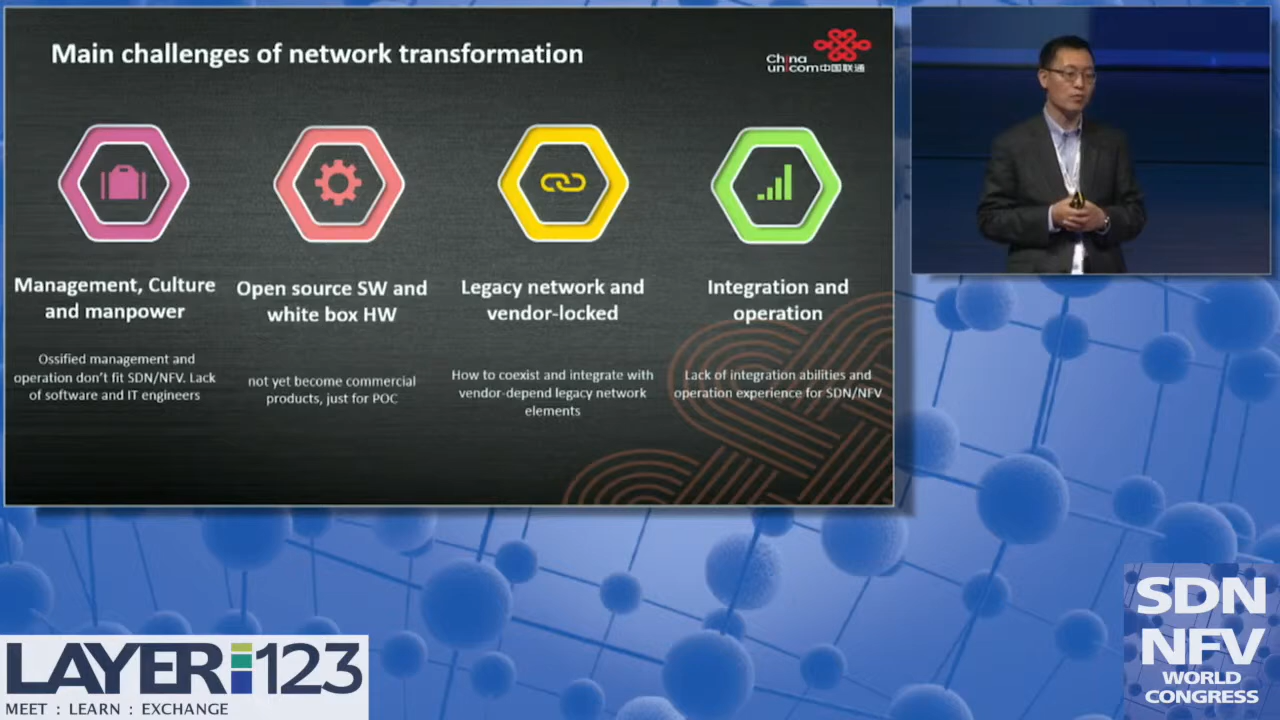 Main challenges of network transformation
China
unicom中国联通
Management, Culture
and manpower
Ossified management and
operation don't fit SDN/NFV. Lack
of software and IT engineers
Open source SW and
white box HW
not yet become commercial
products, just for POC
Legacy network and
vendor-locked
How to coexist and integrate with
vendor-depend legacy network
elements
Integration and
operation
Lack of integration abilities and
operation experience for SDN/NFV
LAYER123
MEET : LEARN : EXCHANGE
SDN
NFV
WORLD
CONGRESS